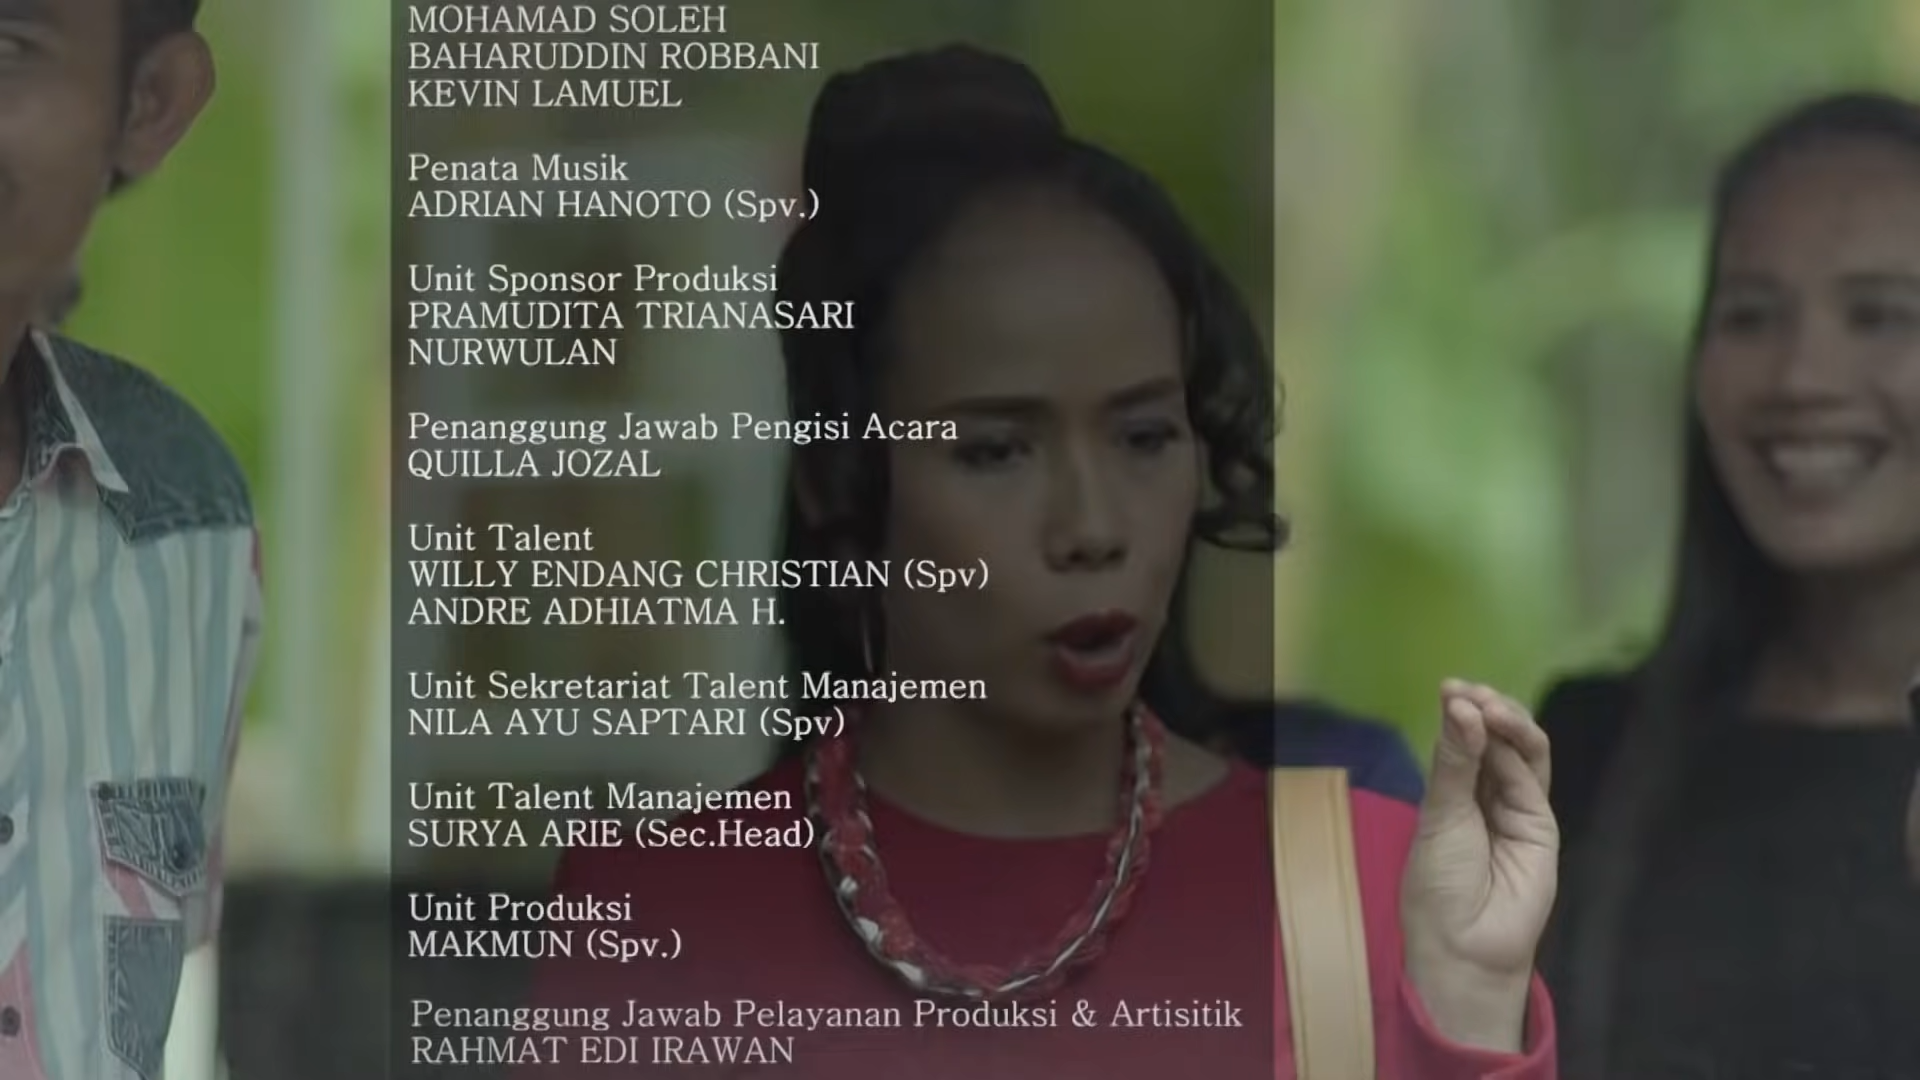 MOHAMAD SOLEH
BAHARUDDIN ROBBANI
KEVIN LAMUEL
Penata Musik
ADRIAN HANOTO (Spv.)
Unit Sponsor Produksi
PRAMUDITA TRIANASARI
NURWULAN
Penanggung Jawab Pengisi Acara
QUILLA JOZAL
Unit Talent
WILLY ENDANG CHRISTIAN (Spv)
ANDRE ADHIATMA H.
Unit Sekretariat Talent Manajemen
NILA AYU SAPTARI (Spv)
Unit Talent Manajemen
SURYA ARIE (Sec.Head)
Unit Produksi
MAKMUN (Spv.)
Penanggung Jawab Pelayanan Produksi & Artisitik
RAHMAT EDI IRAWAN